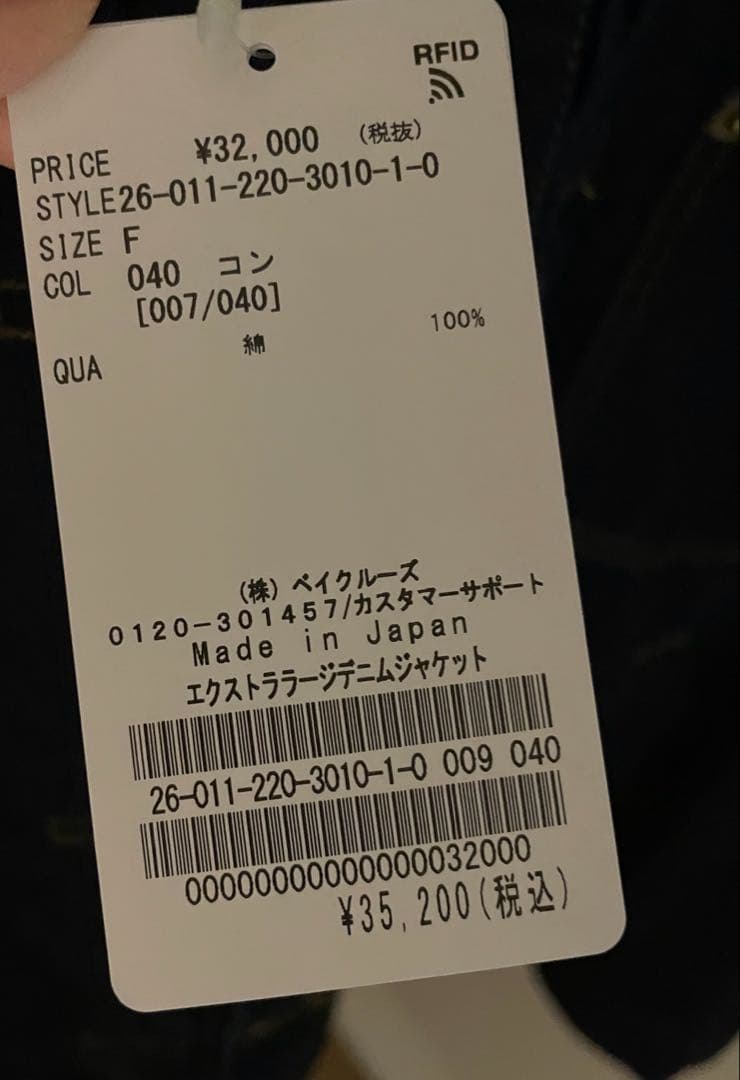 RFID
PRICE ¥32,000 (税抜)
STYLE26-011-220-3010-1-0
SIZE F
COL 040 コン
[007/040]
QUA 綿 100%
(株) ベイクルーズ
0120-301457/カスタマーサポート
Made in Japan
エクストララージデニムジャケット
26-011-220-3010-1-0 009 040
00000000000000032000
¥35,200(税込)